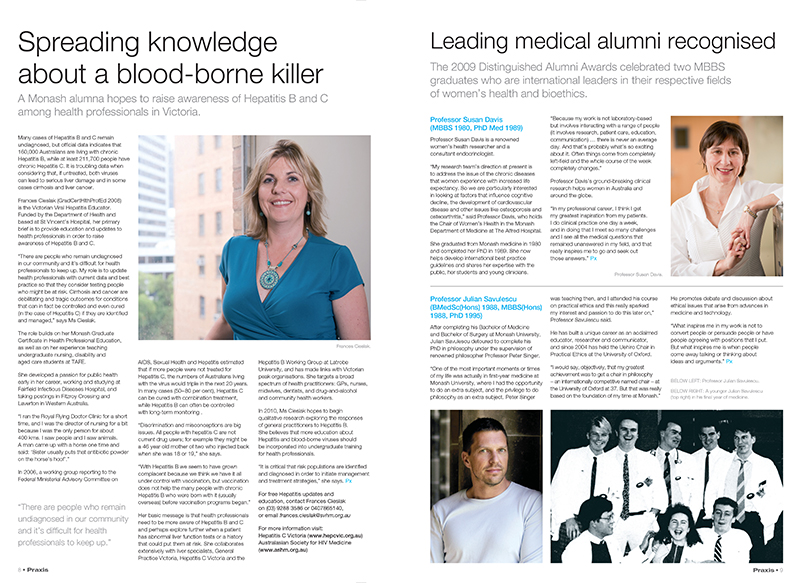 Spreading knowledge
about a blood-borne killer
A Monash alumna hopes to raise awareness of Hepatitis B and C
among health professionals in Victoria.
Many cases of Hepatitis B and C remain
undiagnosed, but official data indicates that
160,000 Australians are living with chronic
Hepatitis B, while at least 211,700 people have
chronic Hepatitis C. It is troubling data when
considering that, if untreated, both viruses
can lead to serious liver damage and in some
cases cirrhosis and liver cancer.
Frances Cieslak (GradCertHlthProfEd 2006)
is the Victorian Viral Hepatitis Educator.
Funded by the Department of Health and
based at St Vincent's Hospital, her primary
brief is to provide education and updates to
health professionals in order to raise
awareness of Hepatitis B and C.
"There are people who remain undiagnosed
in our community and it's difficult for health
professionals to keep up. My role is to update
health professionals with current data and best
practice so that they consider testing people
who might be at risk. Cirrhosis and cancer are
debilitating and tragic outcomes for conditions
that can in fact be controlled and even cured
(in the case of Hepatitis C) if they are identified
and managed," says Ms Cieslak.
The role builds on her Monash Graduate
Certificate in Health Professional Education,
as well as on her experience teaching
undergraduate nursing, disability and
aged care students at TAFE.
She developed a passion for public health
early in her career, working and studying at
Fairfield Infectious Diseases Hospital, and
taking postings in Fitzroy Crossing and
Laverton in Western Australia.
"I ran the Royal Flying Doctor Clinic for a short
time, and I was the director of nursing for a bit
because I was the only person for about
400 kms. I saw people and I saw animals.
A man came up with a horse one time and
said: 'Sister usually puts that antibiotic powder
on the horse's hoof'."
In 2006, a working group reporting to the
Federal Ministerial Advisory Committee on
"There are people who remain
undiagnosed in our community
and it's difficult for health
professionals to keep up."
Frances Cieslak
AIDS, Sexual Health and Hepatitis estimated
that if more people were not treated for
Hepatitis C, the numbers of Australians living
with the virus would triple in the next 20 years.
In many cases (50–80 per cent), Hepatitis C
can be cured with combination treatment,
while Hepatitis B can often be controlled
with long-term monitoring.
"Discrimination and misconceptions are big
issues. All people with Hepatitis C are not
current drug users; for example they might be
a 46 year old mother of two who injected back
when she was 18 or 19," she says.
"With Hepatitis B we seem to have grown
complacent because we think we have it all
under control with vaccination, but vaccination
does not help the many people with chronic
Hepatitis B who were born with it (usually
overseas) before vaccination programs began."
Her basic message is that health professionals
need to be more aware of Hepatitis B and C
and perhaps explore further when a patient
has abnormal liver function tests or a history
that could put them at risk. She collaborates
extensively with liver specialists, General
Practice Victoria, Hepatitis C Victoria and the
Hepatitis B Working Group at Latrobe
University, and has made links with Victorian
peak organisations. She targets a broad
spectrum of health practitioners: GPs, nurses,
midwives, dentists, and drug-and-alcohol
and community health workers.
In 2010, Ms Cieslak hopes to begin
qualitative research exploring the responses
of general practitioners to Hepatitis B.
She believes that more education about
Hepatitis and blood-borne viruses should
be incorporated into undergraduate training
for health professionals.
"It is critical that risk populations are identified
and diagnosed in order to initiate management
and treatment strategies," she says. Px
For free Hepatitis updates and
education, contact Frances Cieslak
on (03) 9288 3586 or 0407865140,
or email frances.cieslak@svhm.org.au
For more information visit:
Hepatitis C Victoria (www.hepcvic.org.au)
Australasian Society for HIV Medicine
(www.ashm.org.au)
8 • Praxis
Leading medical alumni recognised
The 2009 Distinguished Alumni Awards celebrated two MBBS
graduates who are international leaders in their respective fields
of women's health and bioethics.
Professor Susan Davis
(MBBS 1980, PhD Med 1989)
Professor Susan Davis is a renowned
women's health researcher and a
consultant endocrinologist.
"My research team's direction at present is
to address the issue of the chronic diseases
that women experience with increased life
expectancy. So we are particularly interested
in looking at factors that influence cognitive
decline, the development of cardiovascular
disease and other issues like osteoporosis and
osteoarthritis," said Professor Davis, who holds
the Chair of Women's Health in the Monash
Department of Medicine at The Alfred Hospital.
She graduated from Monash medicine in 1980
and completed her PhD in 1989. She now
helps develop international best practice
guidelines and shares her expertise with the
public, her students and young clinicians.
"Because my work is not laboratory-based
but involves interacting with a range of people
(it involves research, patient care, education,
communication) … there is never an average
day. And that's probably what's so exciting
about it. Often things come from completely
left-field and the whole course of the week
completely changes."
Professor Davis's ground-breaking clinical
research helps women in Australia and
around the globe.
"In my professional career, I think I get
my greatest inspiration from my patients.
I do clinical practice one day a week,
and in doing that I meet so many challenges
and I see all the medical questions that
remained unanswered in my field, and that
really inspires me to go and seek out
those answers." Px
Professor Susan Davis.
Professor Julian Savulescu
(BMedSc(Hons) 1988, MBBS(Hons)
1988, PhD 1995)
After completing his Bachelor of Medicine
and Bachelor of Surgery at Monash University,
Julian Savulescu detoured to complete his
PhD in philosophy under the supervision of
renowned philosopher Professor Peter Singer.
"One of the most important moments or times
of my life was actually in first-year medicine at
Monash University, where I had the opportunity
to do an extra subject, and the privilege to do
philosophy as an extra subject. Peter Singer
was teaching then, and I attended his course
on practical ethics and this really sparked
my interest and passion to do this later on,"
Professor Savulescu said.
He has built a unique career as an acclaimed
educator, researcher and communicator,
and since 2004 has held the Uehiro Chair in
Practical Ethics at the University of Oxford.
"I would say, objectively, that my greatest
achievement was to get a chair in philosophy
– an internationally competitive named chair – at
the University of Oxford at 37. But that was really
based on the foundation of my time at Monash."
He promotes debate and discussion about
ethical issues that arise from advances in
medicine and technology.
"What inspires me in my work is not to
convert people or persuade people or have
people agreeing with positions that I put.
But what inspires me is when people
come away talking or thinking about
ideas and arguments." Px
BELOW LEFT: Professor Julian Savulescu.
BELOW RIGHT: A younger Julian Savulescu
(top right) in the final year of medicine.
Praxis • 9